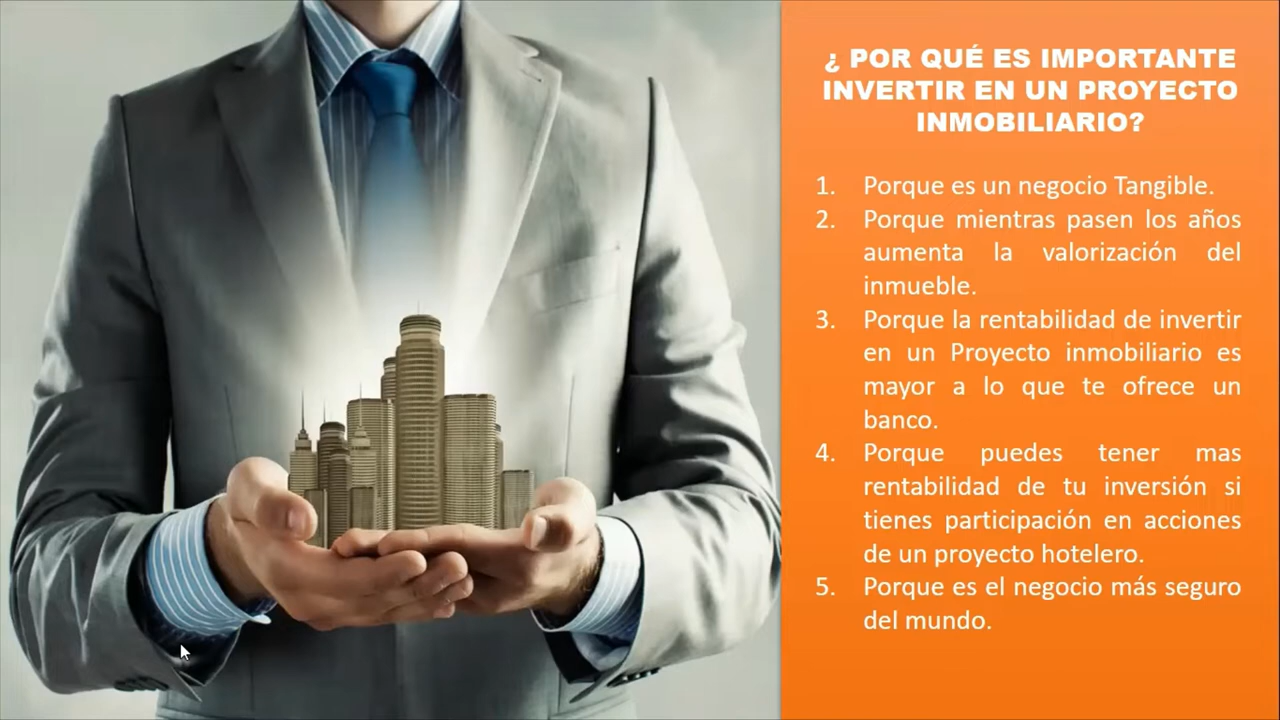 ¿ POR QUÉ ES IMPORTANTE
INVERTIR EN UN PROYECTO
INMOBILIARIO?
1. Porque es un negocio Tangible.
2. Porque mientras pasen los años
aumenta la valorización del
inmueble.
3. Porque la rentabilidad de invertir
en un Proyecto inmobiliario es
mayor a lo que te ofrece un
banco.
4. Porque puedes tener mas
rentabilidad de tu inversión si
tienes participación en acciones
de un proyecto hotelero.
5. Porque es el negocio más seguro
del mundo.